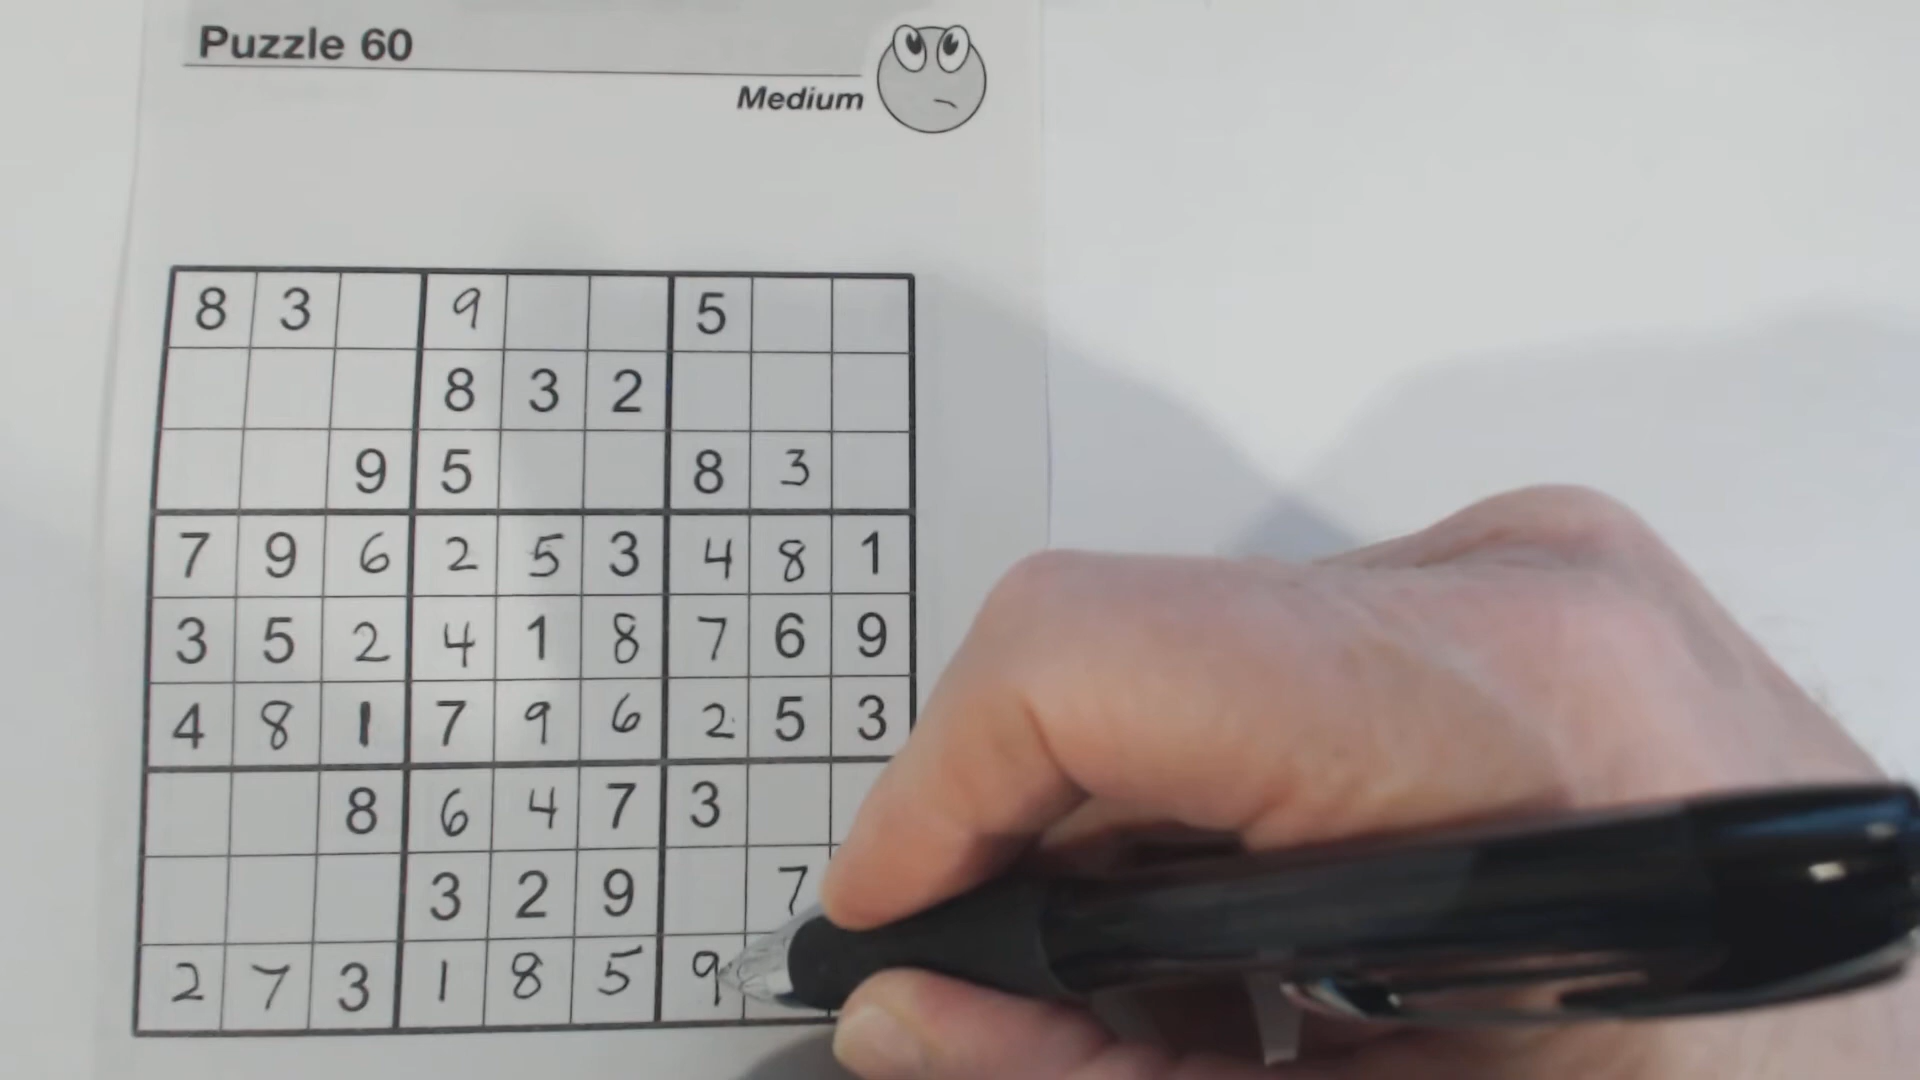 Puzzle 60
Medium
8 3 9 5
8 3 2
9 5 8 3
7 9 6 2 5 3 4 8 1
3 5 2 4 1 8 7 6 9
4 8 1 7 9 6 2 5 3
8 6 4 7 3
3 2 9 7
2 7 3 1 8 5 9